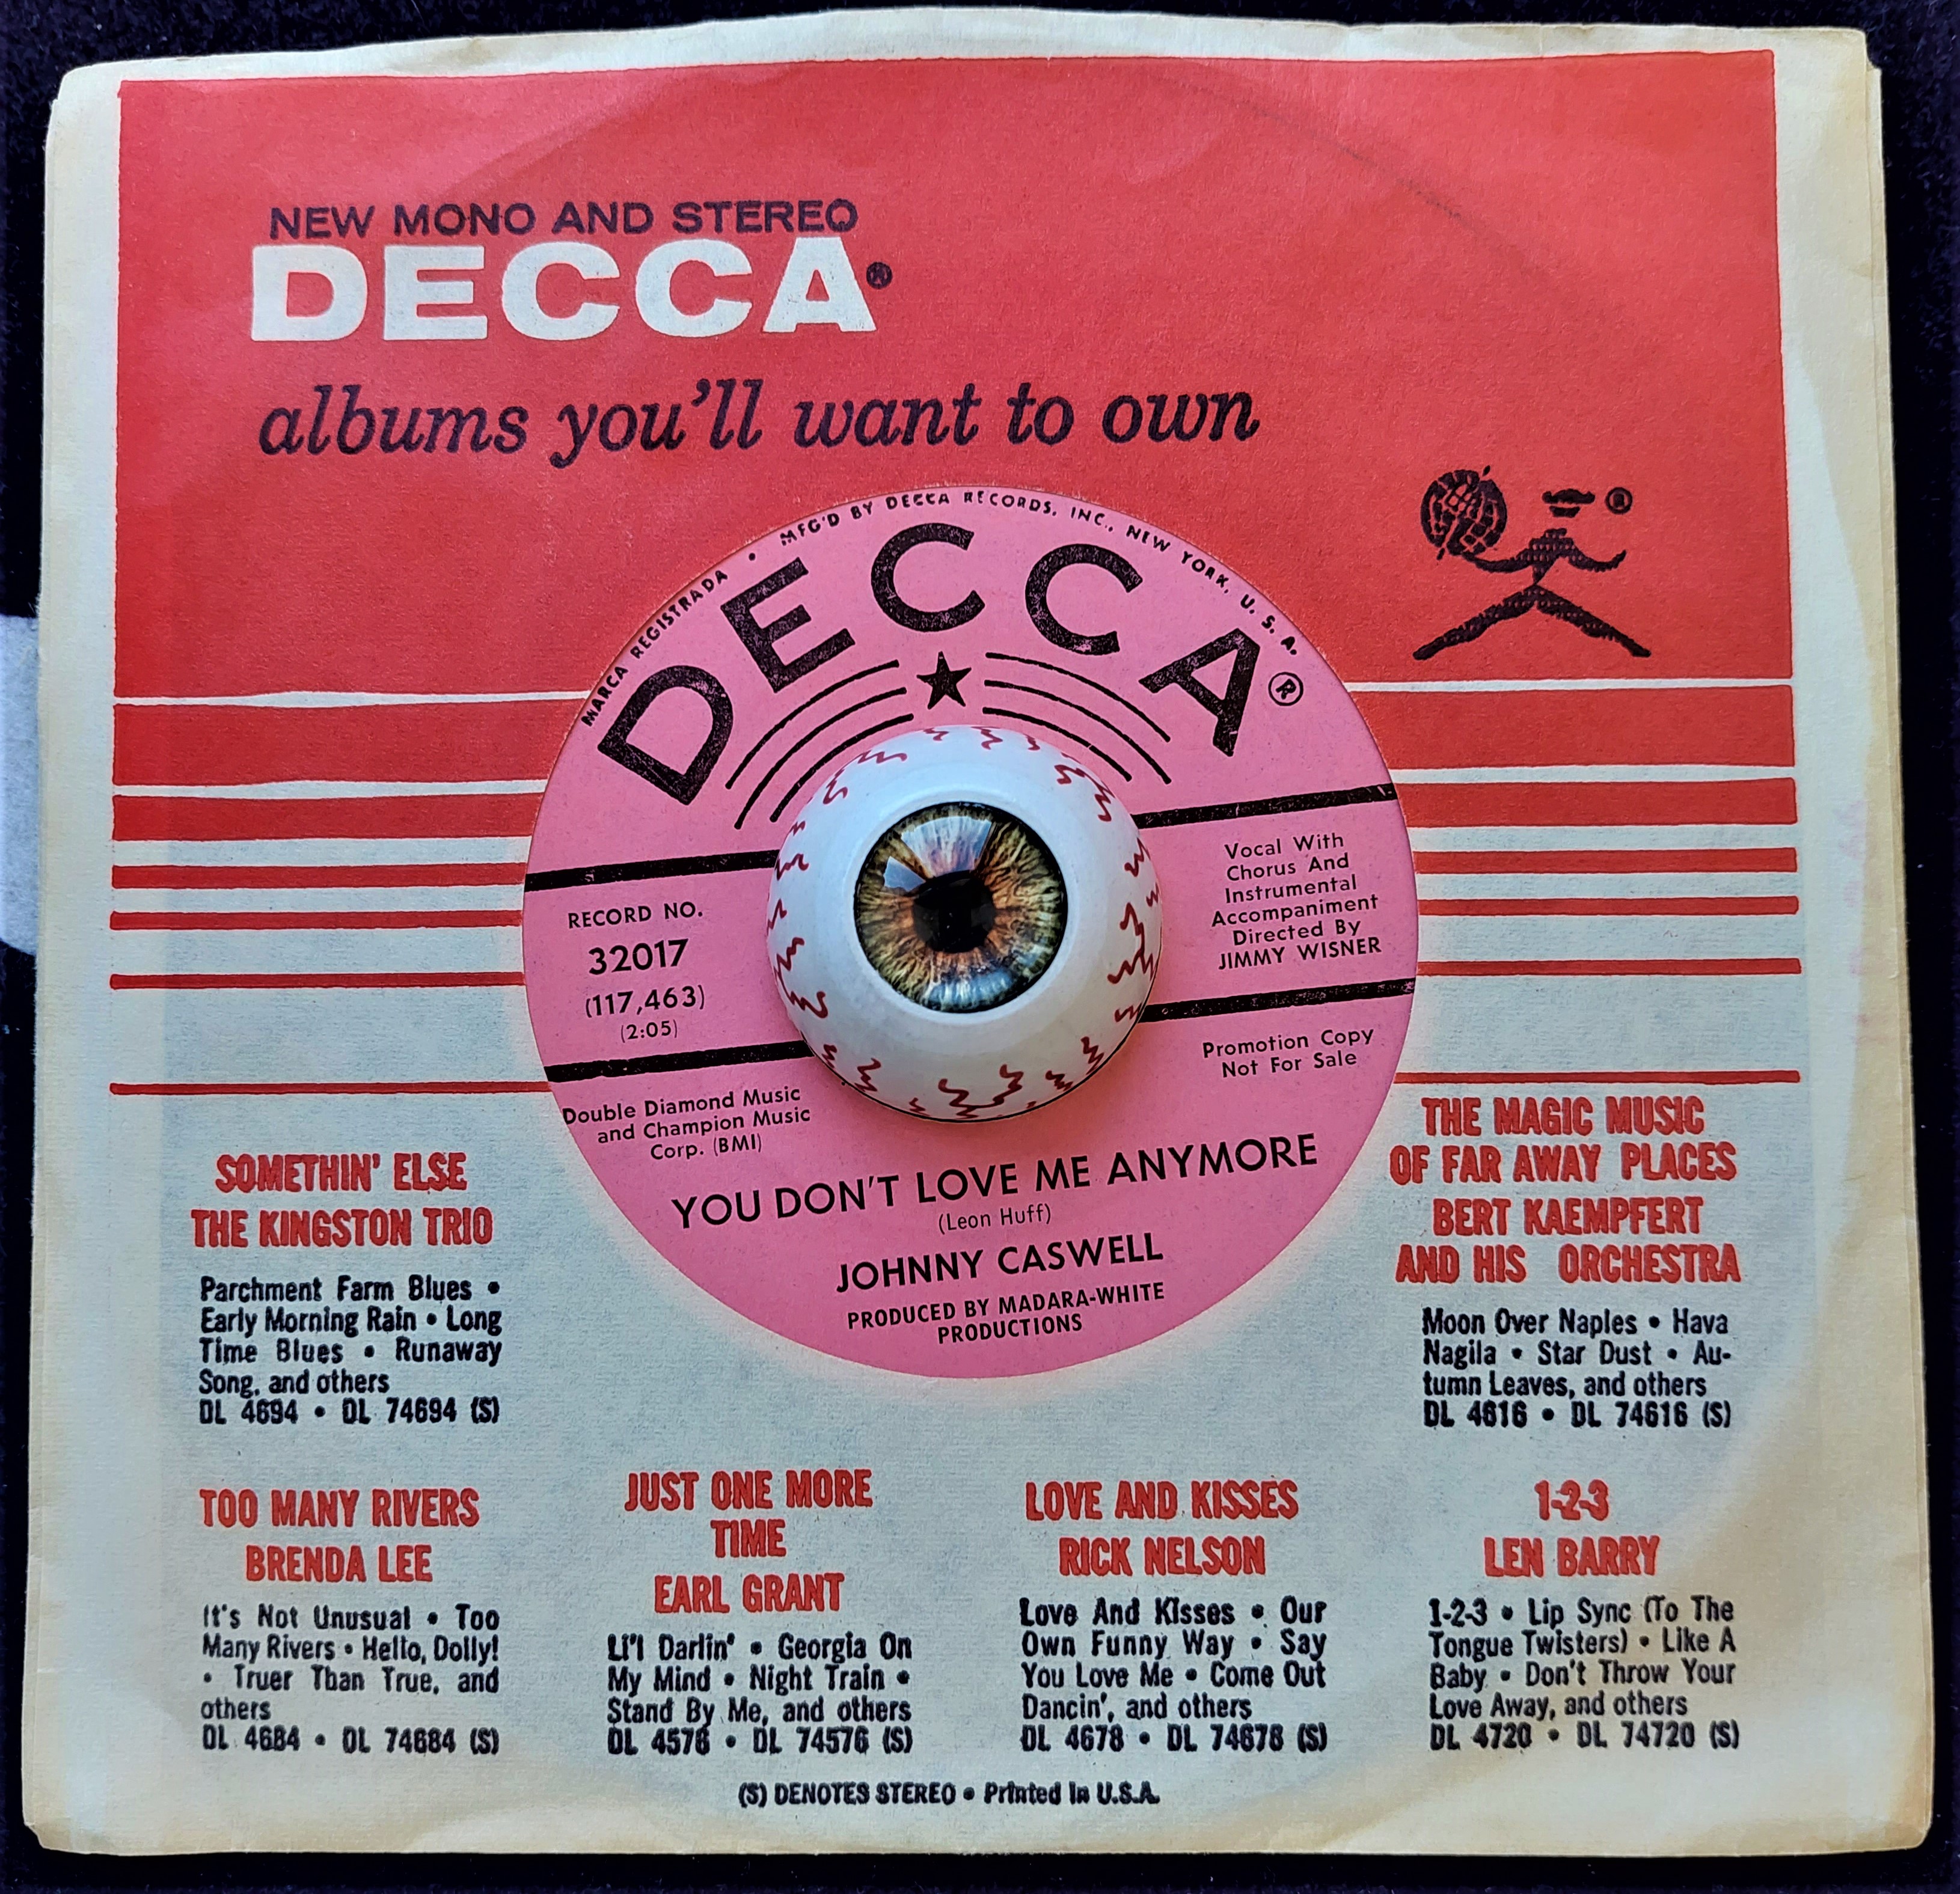 NEW MONO AND STEREO
DECCA®
albums you'll want to own
®
MARCA REGISTRADA • MFG'D BY DECCA RECORDS, INC., NEW YORK, U. S. A.
DECCA®
RECORD NO.
32017
(117,463)
(2:05)
Vocal With
Chorus And
Instrumental
Accompaniment
Directed By
JIMMY WISNER
Promotion Copy
Not For Sale
Double Diamond Music
and Champion Music
Corp. (BMI)
YOU DON'T LOVE ME ANYMORE
(Leon Huff)
JOHNNY CASWELL
PRODUCED BY MADARA-WHITE
PRODUCTIONS
SOMETHIN' ELSE
THE KINGSTON TRIO
Parchment Farm Blues •
Early Morning Rain • Long
Time Blues • Runaway
Song, and others
DL 4694 • DL 74694 (S)
THE MAGIC MUSIC
OF FAR AWAY PLACES
BERT KAEMPFERT
AND HIS ORCHESTRA
Moon Over Naples • Hava
Nagila • Star Dust • Au-
tumn Leaves, and others
DL 4616 • DL 74616 (S)
TOO MANY RIVERS
BRENDA LEE
It's Not Unusual • Too
Many Rivers • Hello, Dolly!
• Truer Than True, and
others
DL 4684 • DL 74684 (S)
JUST ONE MORE
TIME
EARL GRANT
Li'l Darlin' • Georgia On
My Mind • Night Train •
Stand By Me, and others
DL 4576 • DL 74576 (S)
LOVE AND KISSES
RICK NELSON
Love And Kisses • Our
Own Funny Way • Say
You Love Me • Come Out
Dancin', and others
DL 4678 • DL 74678 (S)
1-2-3
LEN BARRY
1-2-3 • Lip Sync (To The
Tongue Twisters) • Like A
Baby • Don't Throw Your
Love Away, and others
DL 4720 • DL 74720 (S)
(S) DENOTES STEREO • Printed in U.S.A.